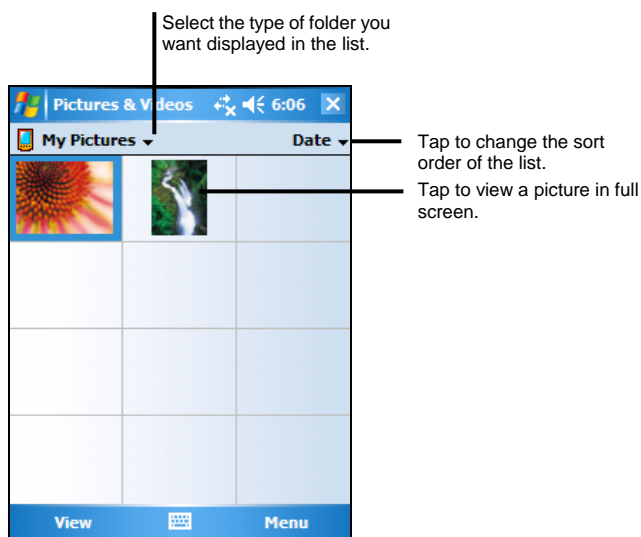 Select the type of folder you
want displayed in the list.
Pictures & Videos 6:06
My Pictures Date
Tap to change the sort
order of the list.
Tap to view a picture in full
screen.
View Menu